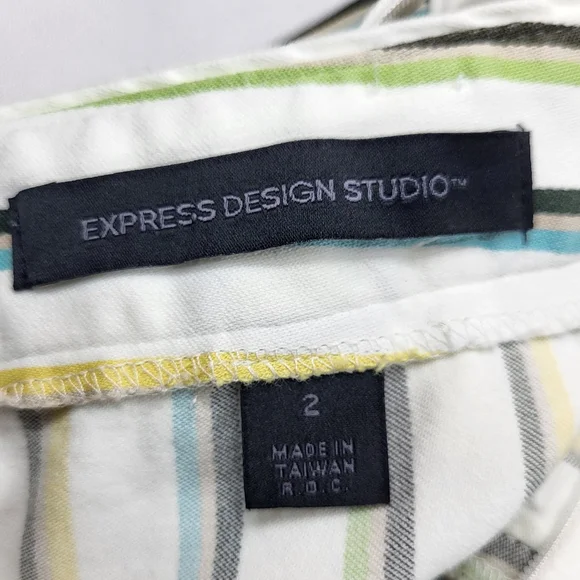 EXPRESS DESIGN STUDIO™
2
MADE IN
TAIWAN
R.O.C.